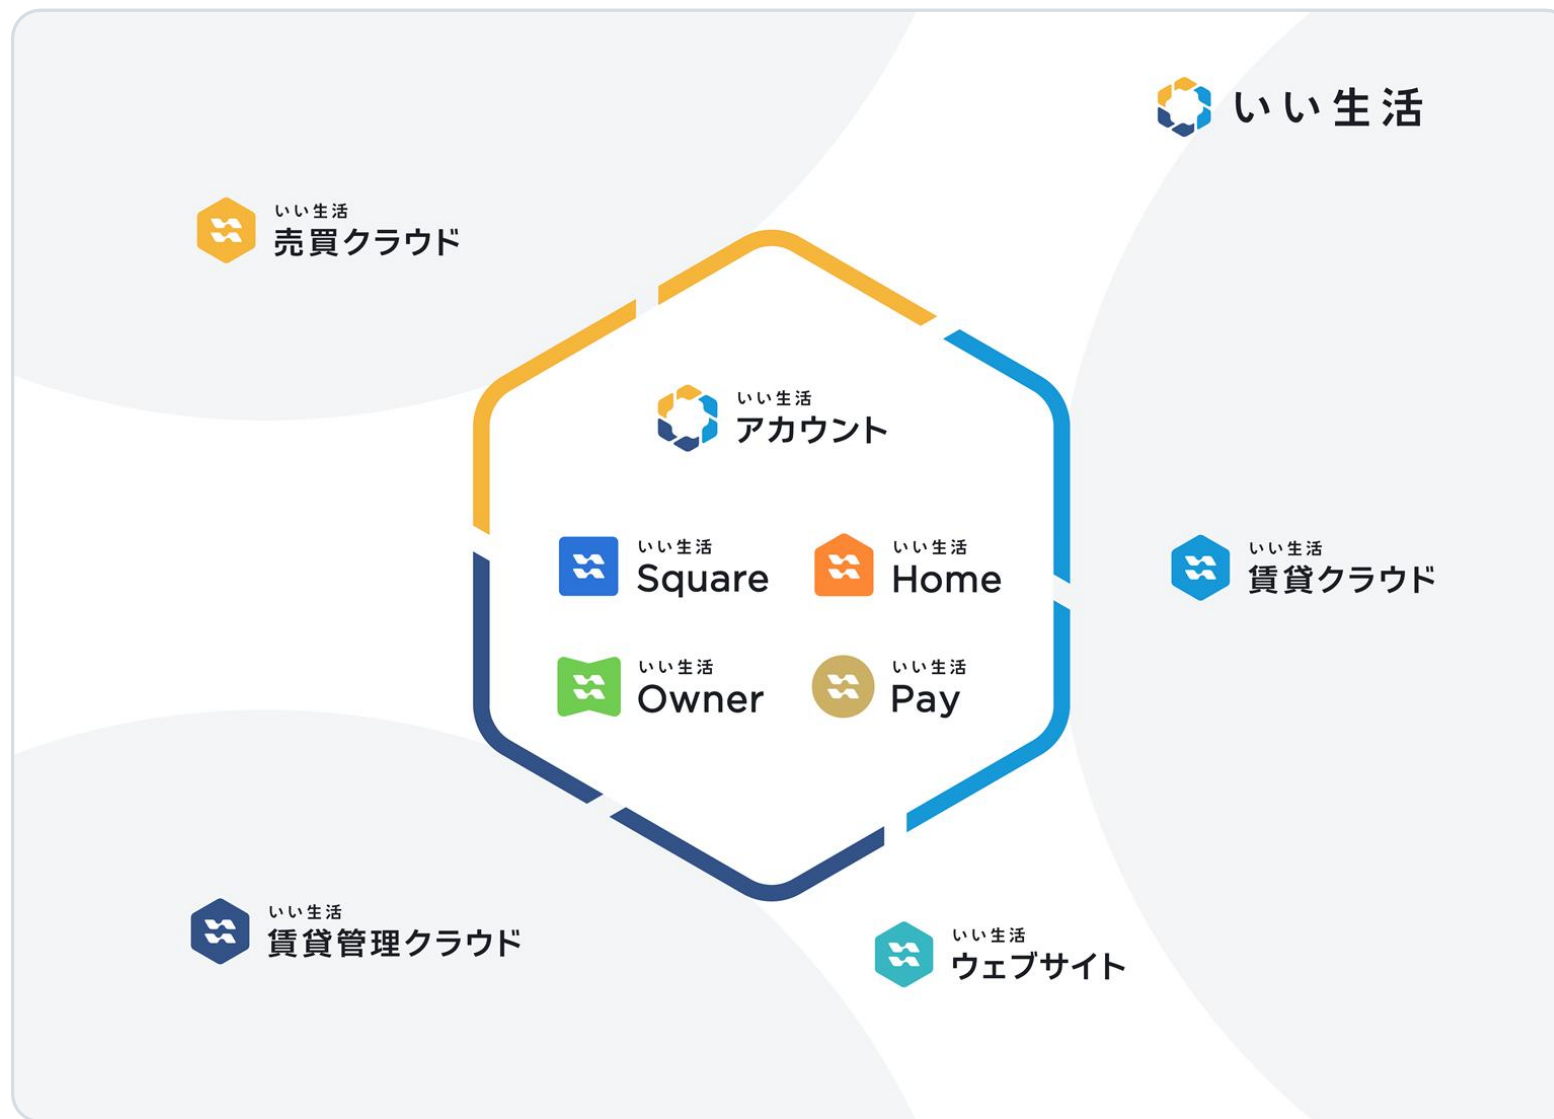 いい生活
いい生活
売買クラウド
いい生活
アカウント
いい生活
Square
いい生活
Home
いい生活
賃貸クラウド
いい生活
Owner
いい生活
Pay
いい生活
賃貸管理クラウド
いい生活
ウェブサイト